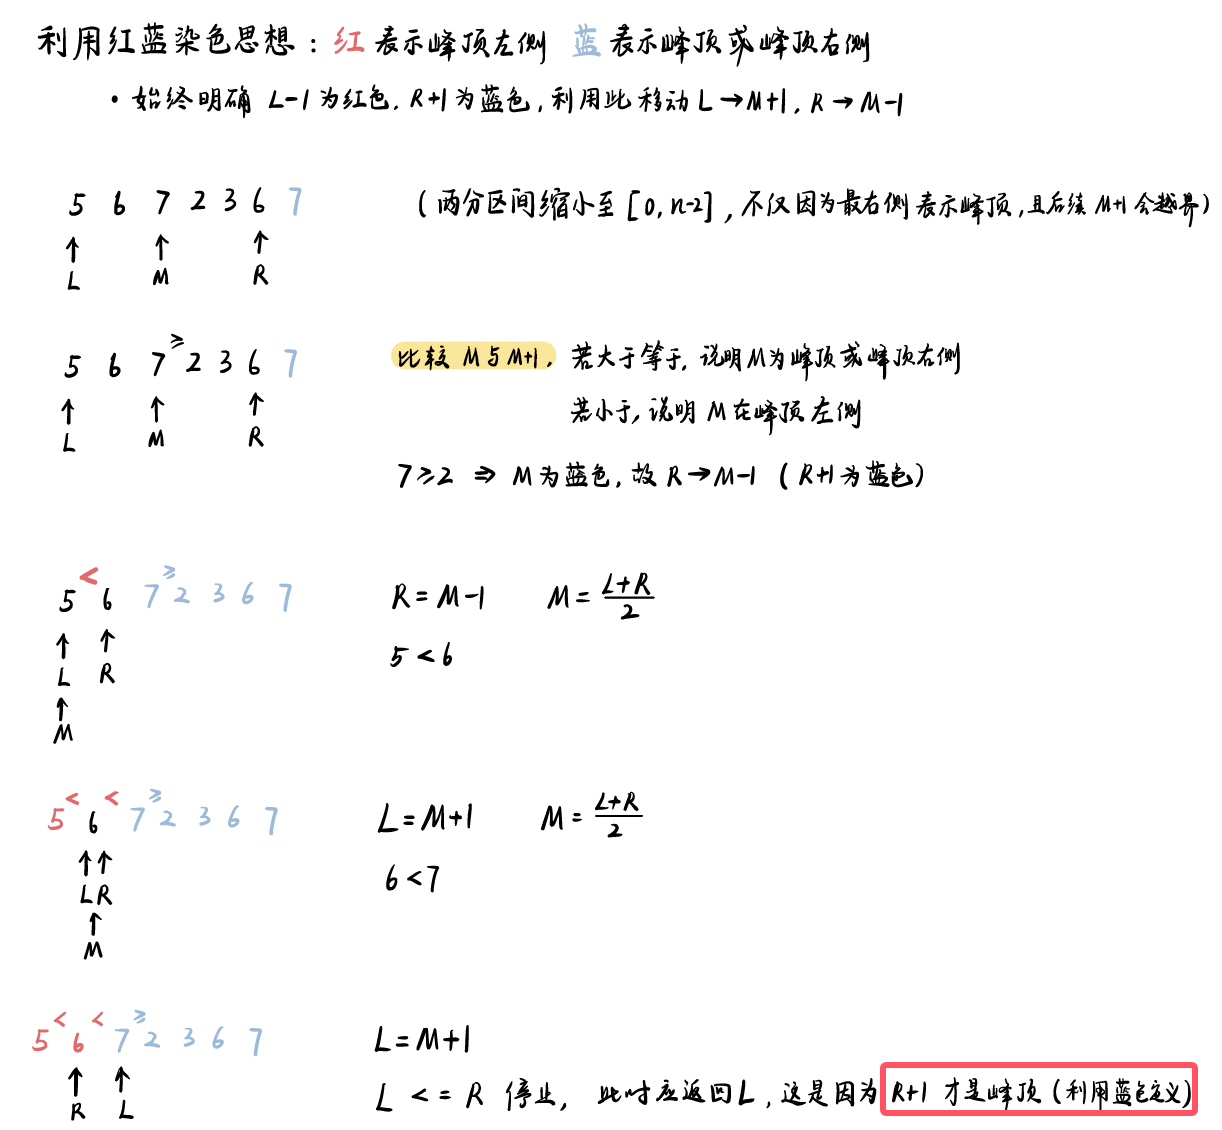 利用红蓝染色思想：红 表示峰顶左侧 蓝 表示峰顶或峰顶右侧
• 始终明确 L-1为红色, R+1为蓝色, 利用此移动L→M+1, R→M-1
5 6 7 2 3 6 7 (两分区间缩小至[0, n-2], 不仅因为最右侧表示峰顶,且后续M+1会越界)
↑ ↑ ↑
L M R
5 6 7 ≥ 2 3 6 7 比较M与M+1, 若大于等于, 说明M为峰顶或峰顶右侧
↑ ↑ ↑ 若小于, 说明M在峰顶左侧
L M R
7≥2 ⇒ M为蓝色, 故R→M-1 (R+1为蓝色)
5 < 6 7 ≥ 2 3 6 7 R=M-1 M=\frac{L+R}{2}
↑ ↑ 5<6
L R
↑
M
5 < 6 < 7 ≥ 2 3 6 7 L=M+1 M=\frac{L+R}{2}
↑↑ 6<7
LR
↑
M
5 < 6 < 7 ≥ 2 3 6 7 L=M+1
↑ ↑ L <= R 停止, 此时应返回L, 这是因为 R+1 才是峰顶(利用蓝色定义)
R L